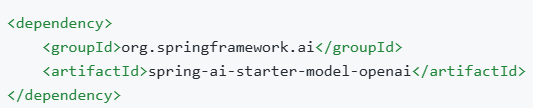 <dependency>
    <groupId>org.springframework.ai</groupId>
    <artifactId>spring-ai-starter-model-openai</artifactId>
</dependency>